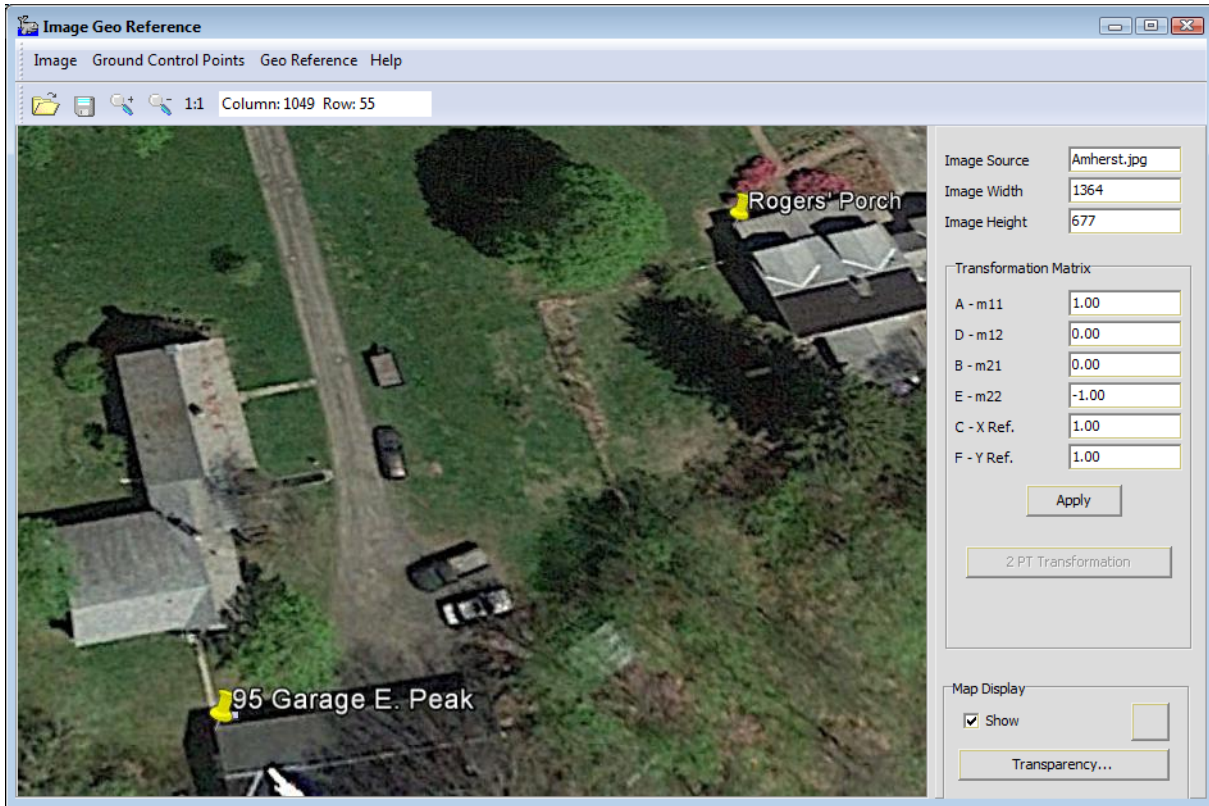 Image Geo Reference
Image Ground Control Points Geo Reference Help
1:1 Column: 1049 Row: 55
Rogers' Porch
95 Garage E. Peak
Image Source Amherst.jpg
Image Width 1364
Image Height 677
Transformation Matrix
A - m11 1.00
D - m12 0.00
B - m21 0.00
E - m22 -1.00
C - X Ref. 1.00
F - Y Ref. 1.00
Apply
2 PT Transformation
Map Display
Show
Transparency...